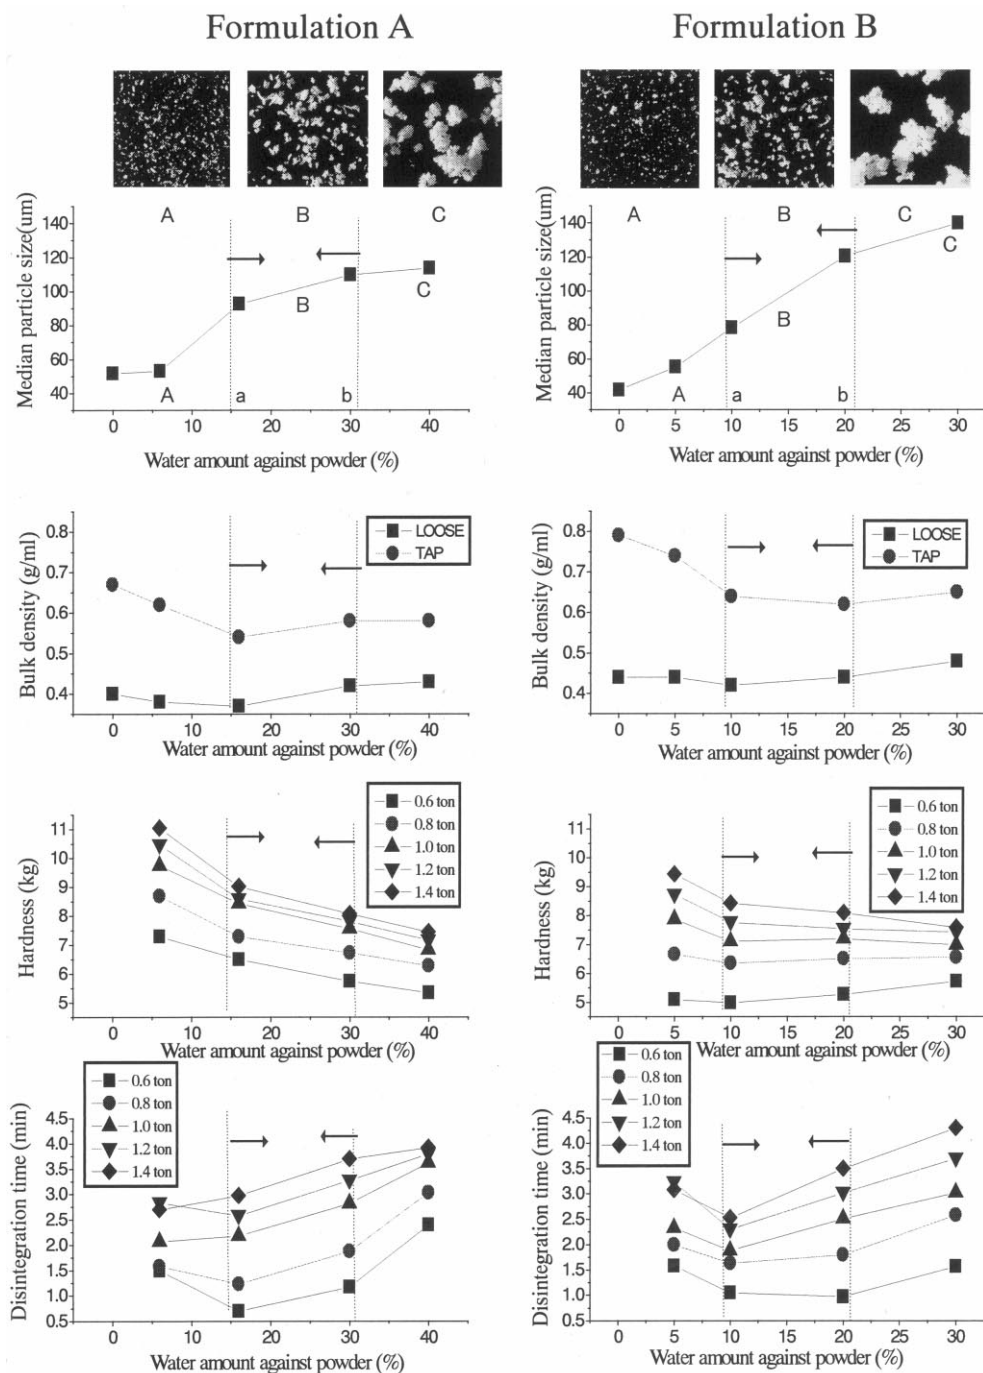 Formulation A
Formulation B
A
B
C
A
B
C
Median particle size(um)
140
120
100
80
60
40
A
a
B
b
C
0
10
20
30
40
Water amount against powder (%)
Median particle size(um)
140
120
100
80
60
40
A
a
B
b
C
0
5
10
15
20
25
30
Water amount against powder (%)
Bulk density (g/ml)
0.8
0.7
0.6
0.5
0.4
LOOSE
TAP
0
10
20
30
40
Water amount against powder (%)
Bulk density (g/ml)
0.8
0.7
0.6
0.5
0.4
LOOSE
TAP
0
5
10
15
20
25
30
Water amount against powder (%)
Hardness (kg)
11
10
9
8
7
6
5
0.6 ton
0.8 ton
1.0 ton
1.2 ton
1.4 ton
0
10
20
30
40
Water amount against powder (%)
Hardness (kg)
11
10
9
8
7
6
5
0.6 ton
0.8 ton
1.0 ton
1.2 ton
1.4 ton
0
5
10
15
20
25
30
Water amount against powder (%)
Disintegration time (min)
4.5
4.0
3.5
3.0
2.5
2.0
1.5
1.0
0.5
0.6 ton
0.8 ton
1.0 ton
1.2 ton
1.4 ton
0
10
20
30
40
Water amount against powder (%)
Disintegration time (min)
4.5
4.0
3.5
3.0
2.5
2.0
1.5
1.0
0.5
0.6 ton
0.8 ton
1.0 ton
1.2 ton
1.4 ton
0
5
10
15
20
25
30
Water amount against powder (%)